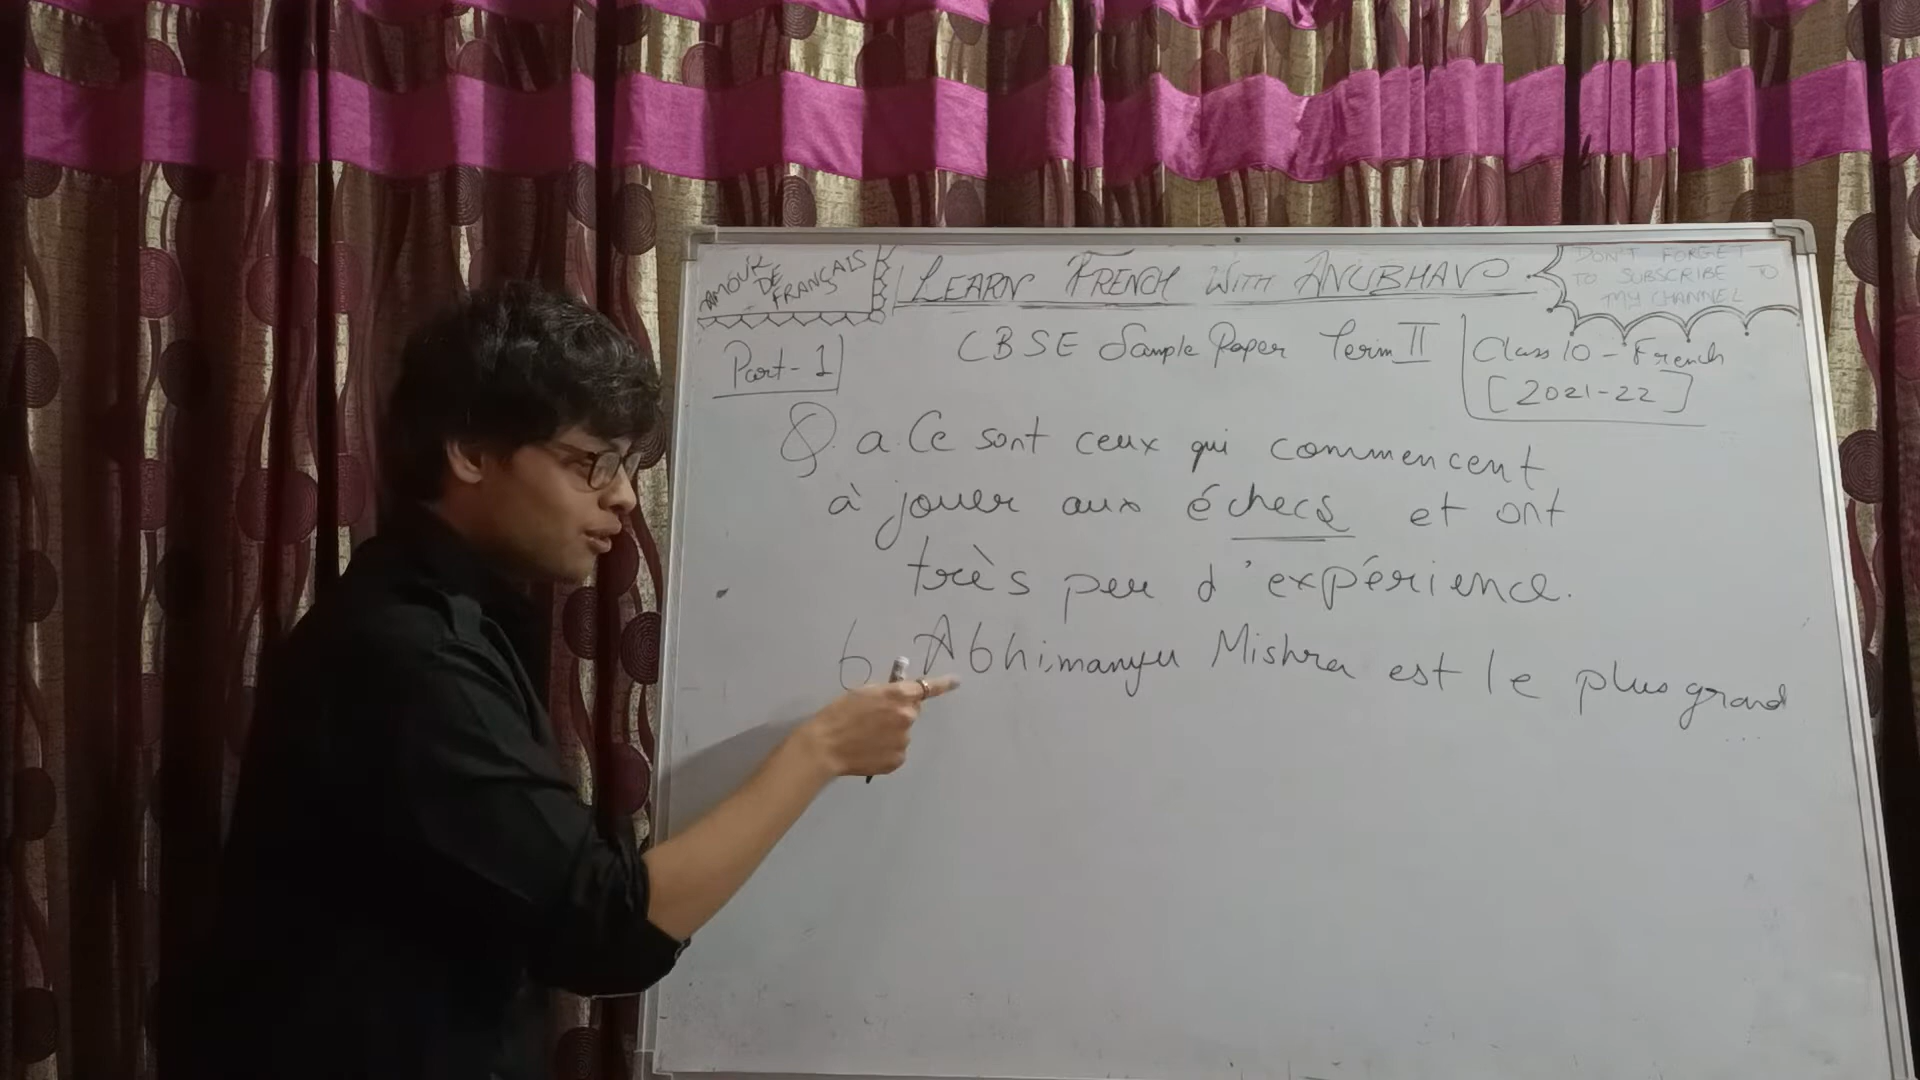 AMOUR
DE
FRANÇAIS
LEARN FRENCH WITH ANUBHAV
DON'T FORGET
TO SUBSCRIBE TO
MY CHANNEL
Part-1
CBSE Sample Paper Term II
Class 10 - French
[2021-22]
Q. a. Ce sont ceux qui commencent
à jouer aux échecs et ont
très peu d'expérience.
b. Abhimanyu Mishra est le plus grand
...